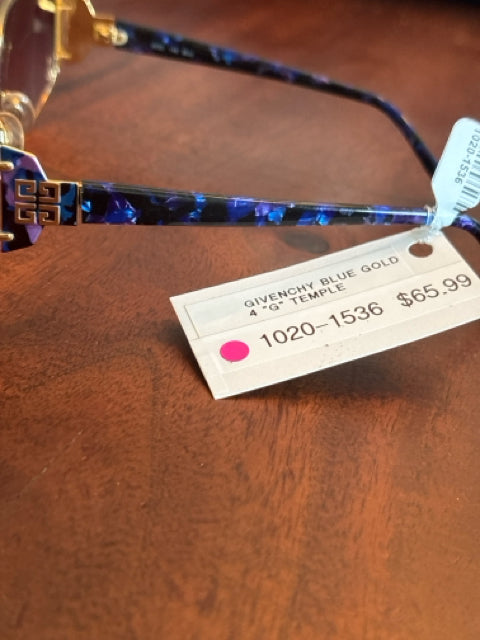 GIVENCHY BLUE GOLD
4 "G" TEMPLE
1020-1536 $65.99
1020-1536